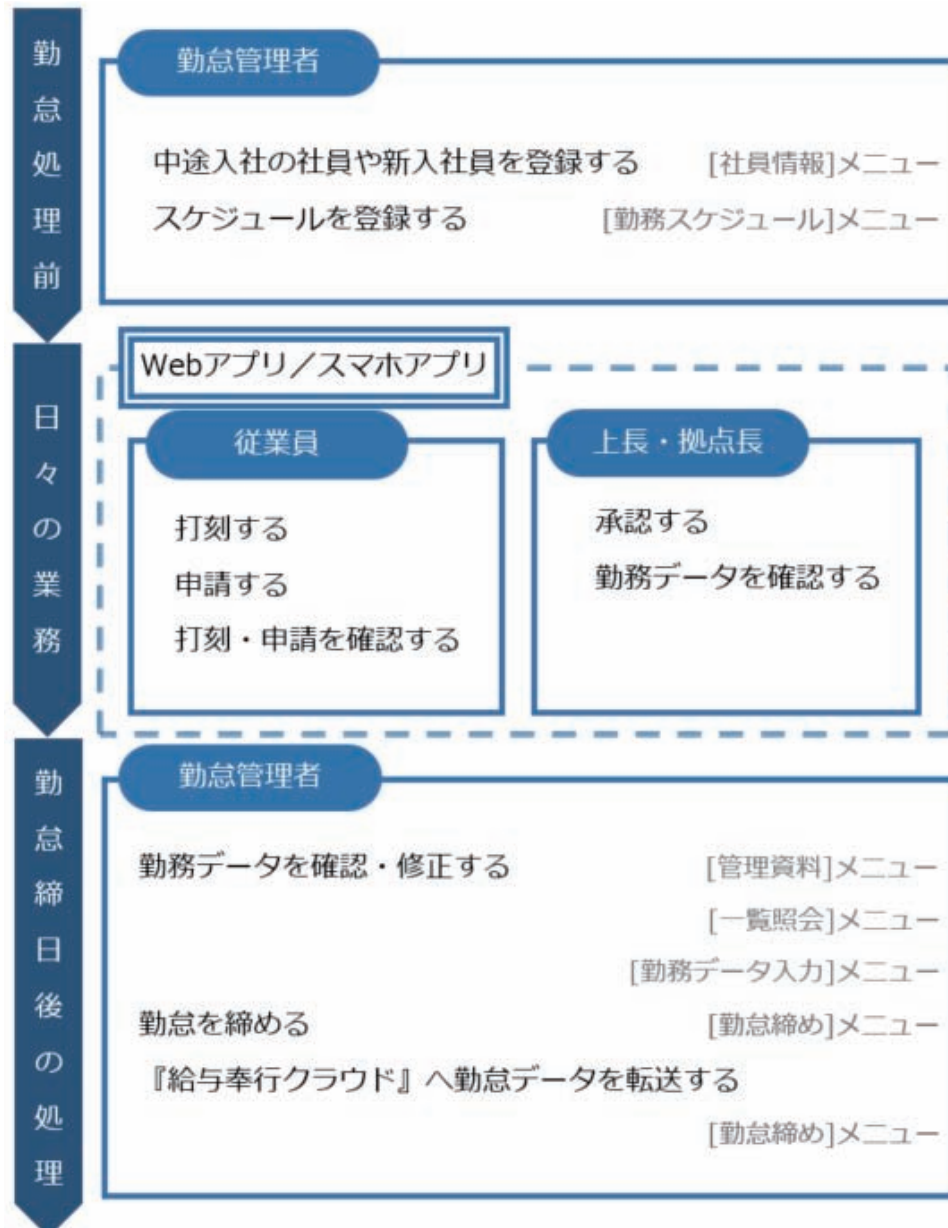 勤怠処理前
勤怠管理者
中途入社の社員や新入社員を登録する [社員情報]メニュー
スケジュールを登録する [勤務スケジュール]メニュー
日々の業務
Webアプリ／スマホアプリ
従業員
打刻する
申請する
打刻・申請を確認する
上長・拠点長
承認する
勤務データを確認する
勤怠締日後の処理
勤怠管理者
勤務データを確認・修正する [管理資料]メニュー
[一覧照会]メニュー
[勤務データ入力]メニュー
勤怠を締める [勤怠締め]メニュー
『給与奉行クラウド』へ勤怠データを転送する
[勤怠締め]メニュー